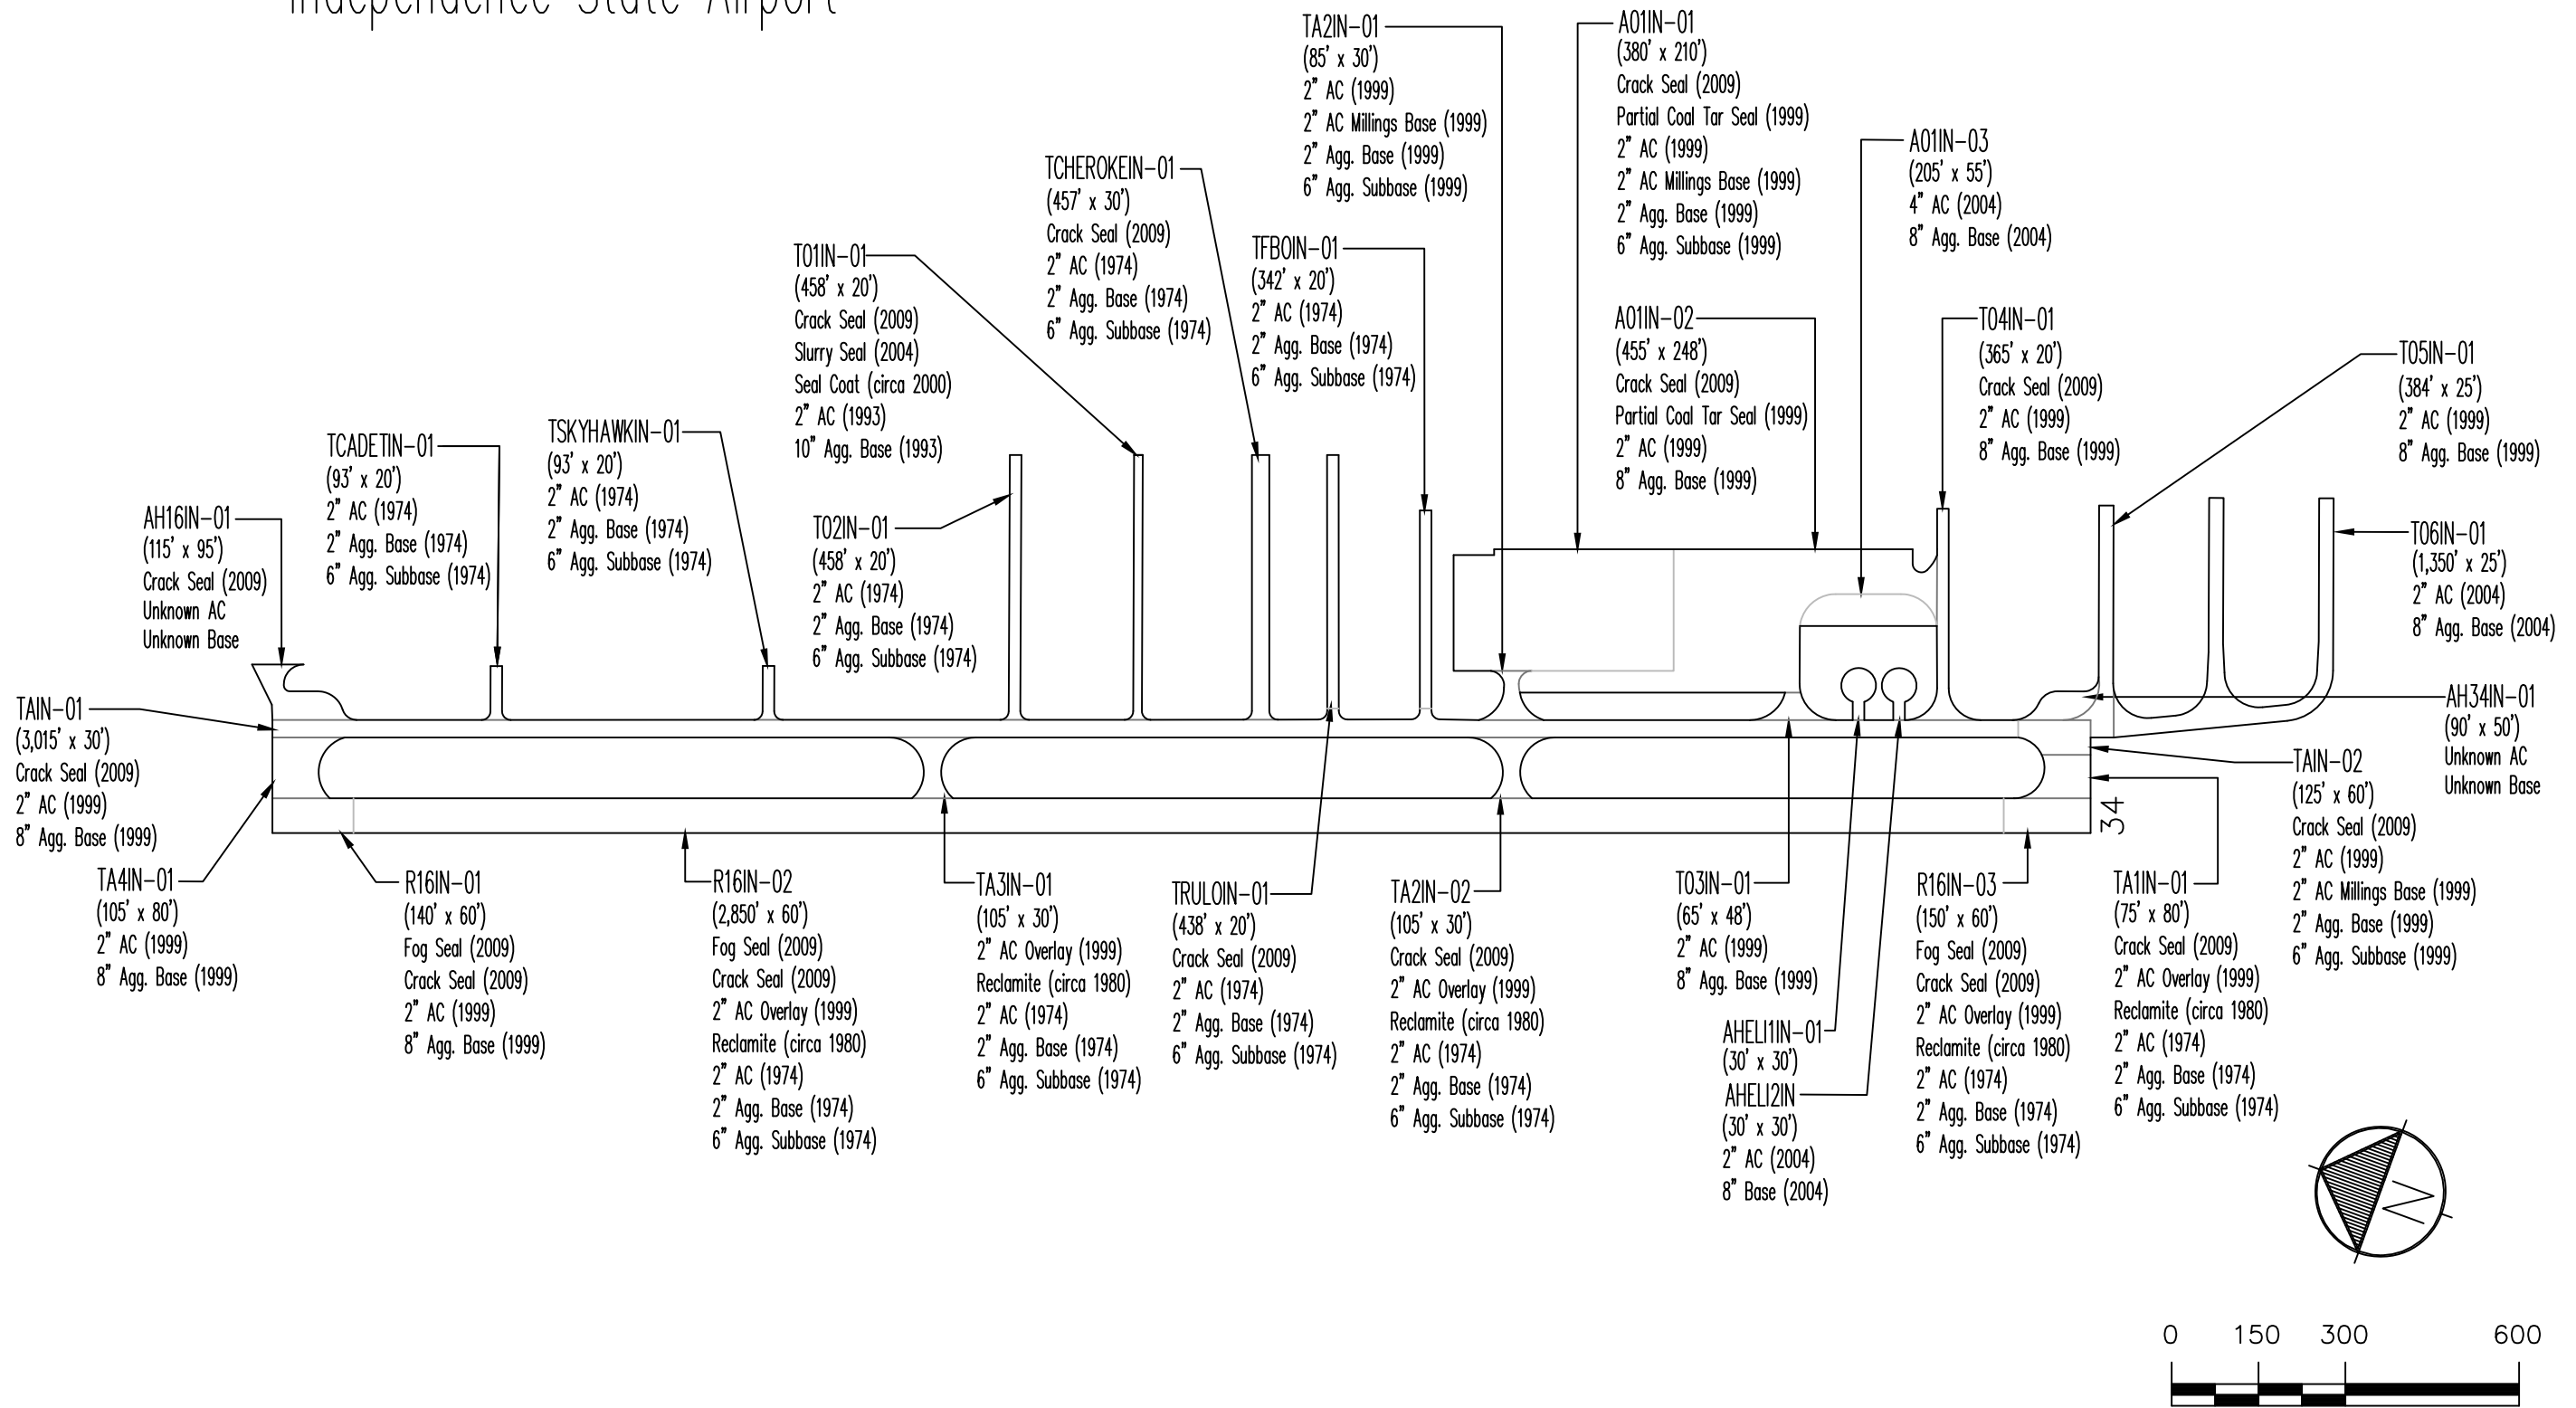 Independence State Airport
TA2IN-01
(85' x 30')
2" AC (1999)
2" AC Millings Base (1999)
2" Agg. Base (1999)
6" Agg. Subbase (1999)
A01IN-01
(380' x 210')
Crack Seal (2009)
Partial Coal Tar Seal (1999)
2" AC (1999)
2" AC Millings Base (1999)
2" Agg. Base (1999)
6" Agg. Subbase (1999)
A01IN-03
(205' x 55')
4" AC (2004)
8" Agg. Base (2004)
TCHEROKEIN-01
(457' x 30')
Crack Seal (2009)
2" AC (1974)
2" Agg. Base (1974)
6" Agg. Subbase (1974)
T01IN-01
(458' x 20')
Crack Seal (2009)
Slurry Seal (2004)
Seal Coat (circa 2000)
2" AC (1993)
10" Agg. Base (1993)
TFBOIN-01
(342' x 20')
2" AC (1974)
2" Agg. Base (1974)
6" Agg. Subbase (1974)
A01IN-02
(455' x 248')
Crack Seal (2009)
Partial Coal Tar Seal (1999)
2" AC (1999)
8" Agg. Base (1999)
T04IN-01
(365' x 20')
Crack Seal (2009)
2" AC (1999)
8" Agg. Base (1999)
T05IN-01
(384' x 25')
2" AC (1999)
8" Agg. Base (1999)
TCADETIN-01
(93' x 20')
2" AC (1974)
2" Agg. Base (1974)
6" Agg. Subbase (1974)
TSKYHAWKIN-01
(93' x 20')
2" AC (1974)
2" Agg. Base (1974)
6" Agg. Subbase (1974)
AH16IN-01
(115' x 95')
Crack Seal (2009)
Unknown AC
Unknown Base
T02IN-01
(458' x 20')
2" AC (1974)
2" Agg. Base (1974)
6" Agg. Subbase (1974)
T06IN-01
(1,350' x 25')
2" AC (2004)
8" Agg. Base (2004)
TAIN-01
(3,015' x 30')
Crack Seal (2009)
2" AC (1999)
8" Agg. Base (1999)
AH34IN-01
(90' x 50')
Unknown AC
Unknown Base
TAIN-02
(125' x 60')
Crack Seal (2009)
2" AC (1999)
2" AC Millings Base (1999)
2" Agg. Base (1999)
6" Agg. Subbase (1999)
34
TA4IN-01
(105' x 80')
2" AC (1999)
8" Agg. Base (1999)
R16IN-01
(140' x 60')
Fog Seal (2009)
Crack Seal (2009)
2" AC (1999)
8" Agg. Base (1999)
R16IN-02
(2,850' x 60')
Fog Seal (2009)
Crack Seal (2009)
2" AC Overlay (1999)
Reclamite (circa 1980)
2" AC (1974)
2" Agg. Base (1974)
6" Agg. Subbase (1974)
TA3IN-01
(105' x 30')
2" AC Overlay (1999)
Reclamite (circa 1980)
2" AC (1974)
2" Agg. Base (1974)
6" Agg. Subbase (1974)
TRULOIN-01
(438' x 20')
Crack Seal (2009)
2" AC (1974)
2" Agg. Base (1974)
6" Agg. Subbase (1974)
TA2IN-02
(105' x 30')
Crack Seal (2009)
2" AC Overlay (1999)
Reclamite (circa 1980)
2" AC (1974)
2" Agg. Base (1974)
6" Agg. Subbase (1974)
T03IN-01
(65' x 48')
2" AC (1999)
8" Agg. Base (1999)
AHELI1IN-01
(30' x 30')
AHELI2IN
(30' x 30')
2" AC (2004)
8" Base (2004)
R16IN-03
(150' x 60')
Fog Seal (2009)
Crack Seal (2009)
2" AC Overlay (1999)
Reclamite (circa 1980)
2" AC (1974)
2" Agg. Base (1974)
6" Agg. Subbase (1974)
TA1IN-01
(75' x 80')
Crack Seal (2009)
2" AC Overlay (1999)
Reclamite (circa 1980)
2" AC (1974)
2" Agg. Base (1974)
6" Agg. Subbase (1974)
N
0 150 300 600